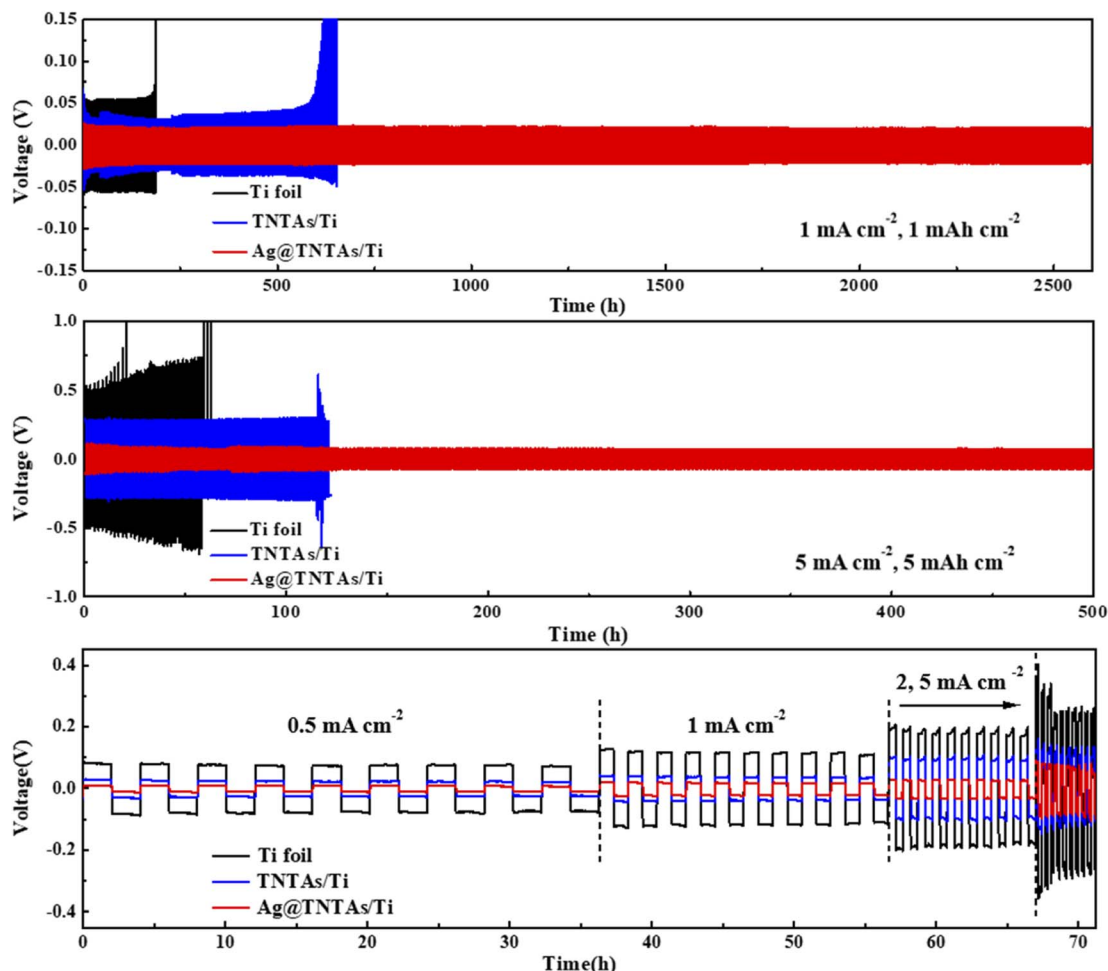 0.15
0.10
0.05
0.00
-0.05
-0.10
-0.15
Voltage (V)
Ti foil
TNTAs/Ti
Ag@TNTAs/Ti
1 mA cm⁻², 1 mAh cm⁻²
0 500 1000 1500 2000 2500
Time (h)
1.0
0.5
0.0
-0.5
-1.0
Voltage (V)
Ti foil
TNTAs/Ti
Ag@TNTAs/Ti
5 mA cm⁻², 5 mAh cm⁻²
0 100 200 300 400 500
Time (h)
0.4
0.2
0.0
-0.2
-0.4
Voltage(V)
0.5 mA cm⁻²
1 mA cm⁻²
2, 5 mA cm⁻²
Ti foil
TNTAs/Ti
Ag@TNTAs/Ti
0 10 20 30 40 50 60 70
Time(h)